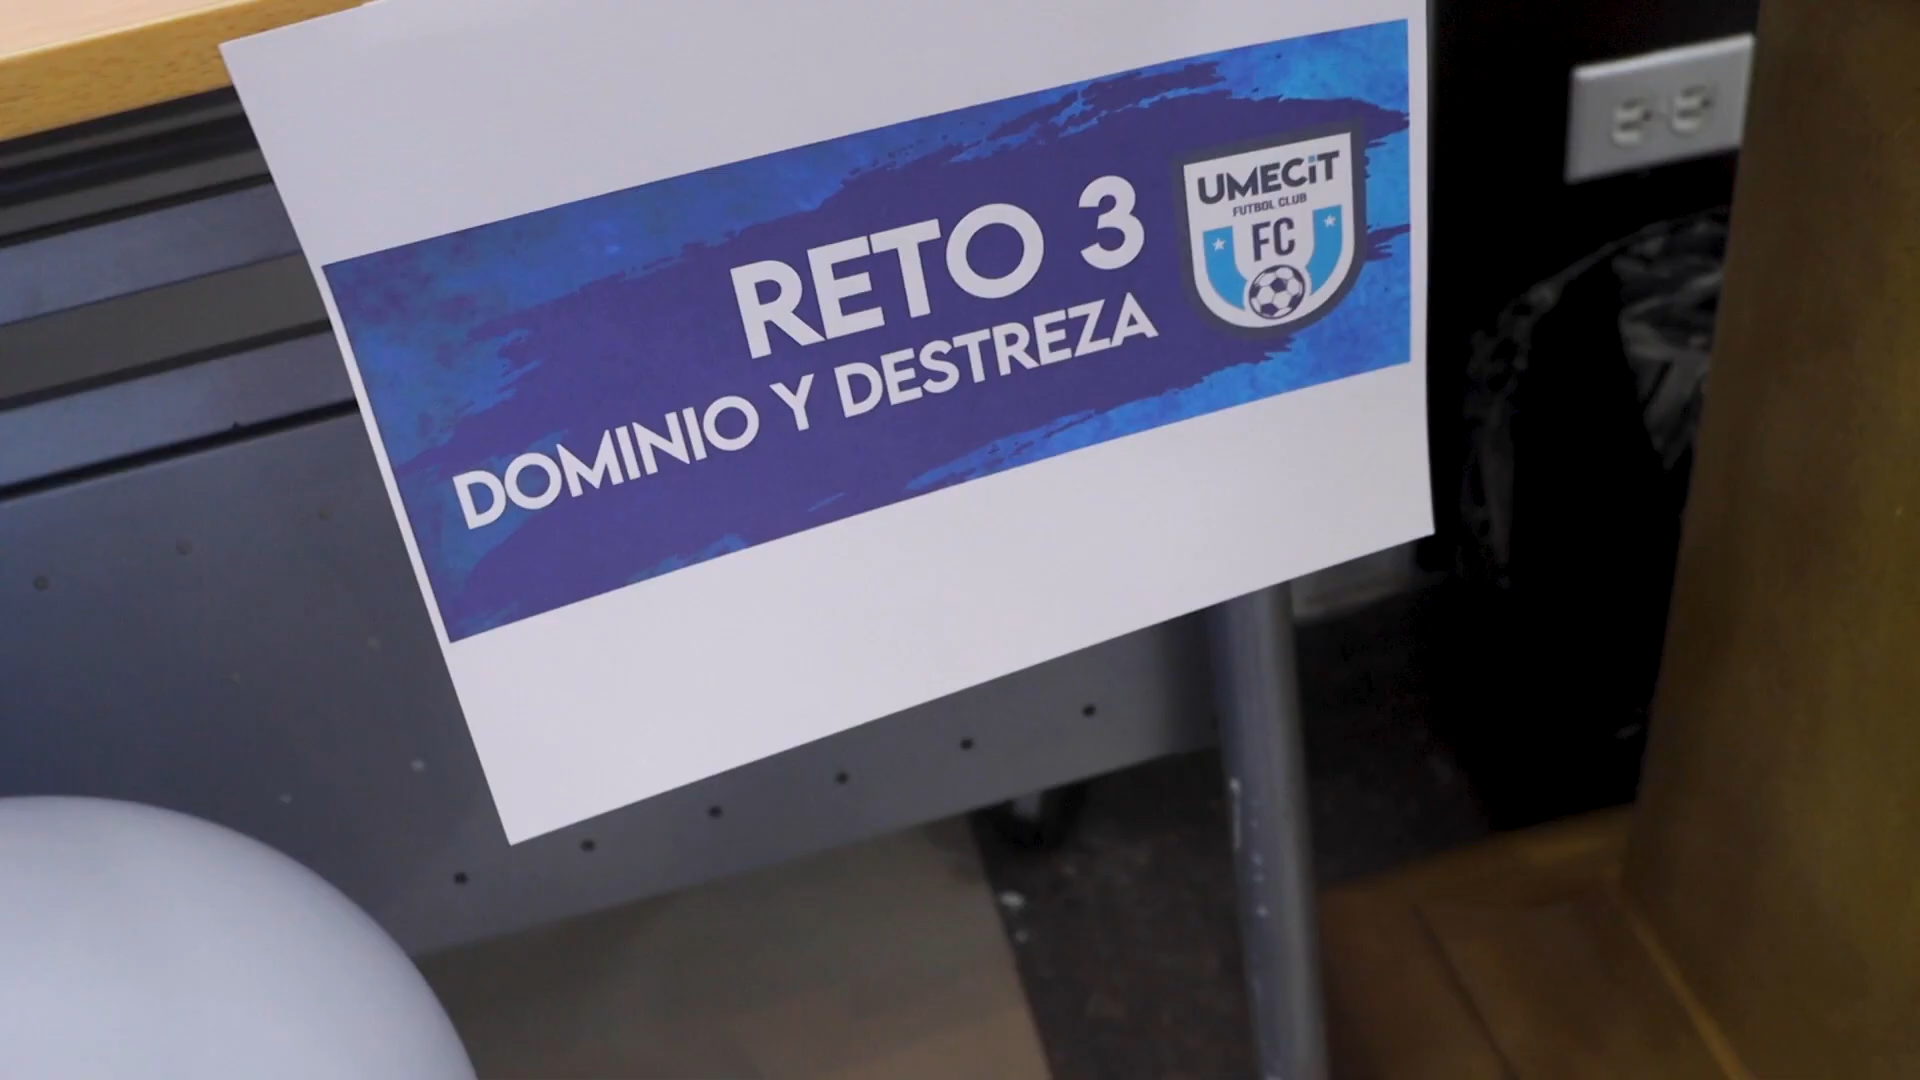 RETO 3
DOMINIO Y DESTREZA
UMECiT
FUTBOL CLUB
FC